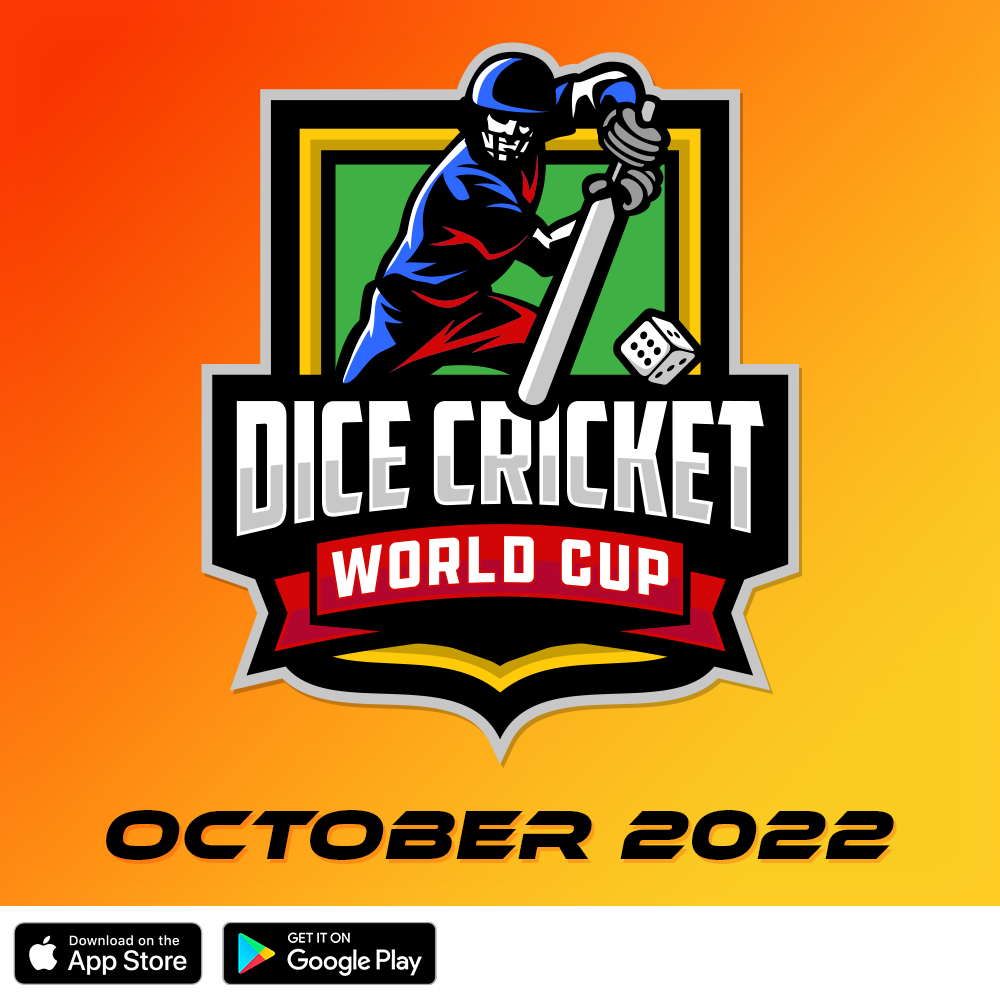 DICE CRICKET
WORLD CUP
OCTOBER 2022
Download on the
App Store
GET IT ON
Google Play